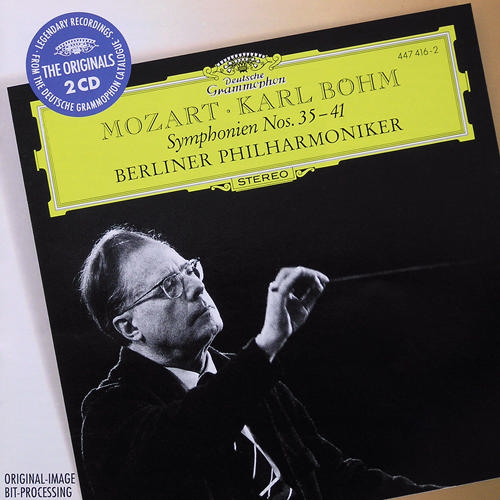 LEGENDARY RECORDINGS
THE ORIGINALS
2 CD
FROM THE DEUTSCHE GRAMMOPHON CATALOGUE
Deutsche
Grammophon
447 416-2
MOZART · KARL BÖHM
Symphonien Nos. 35–41
BERLINER PHILHARMONIKER
STEREO
ORIGINAL-IMAGE
BIT-PROCESSING